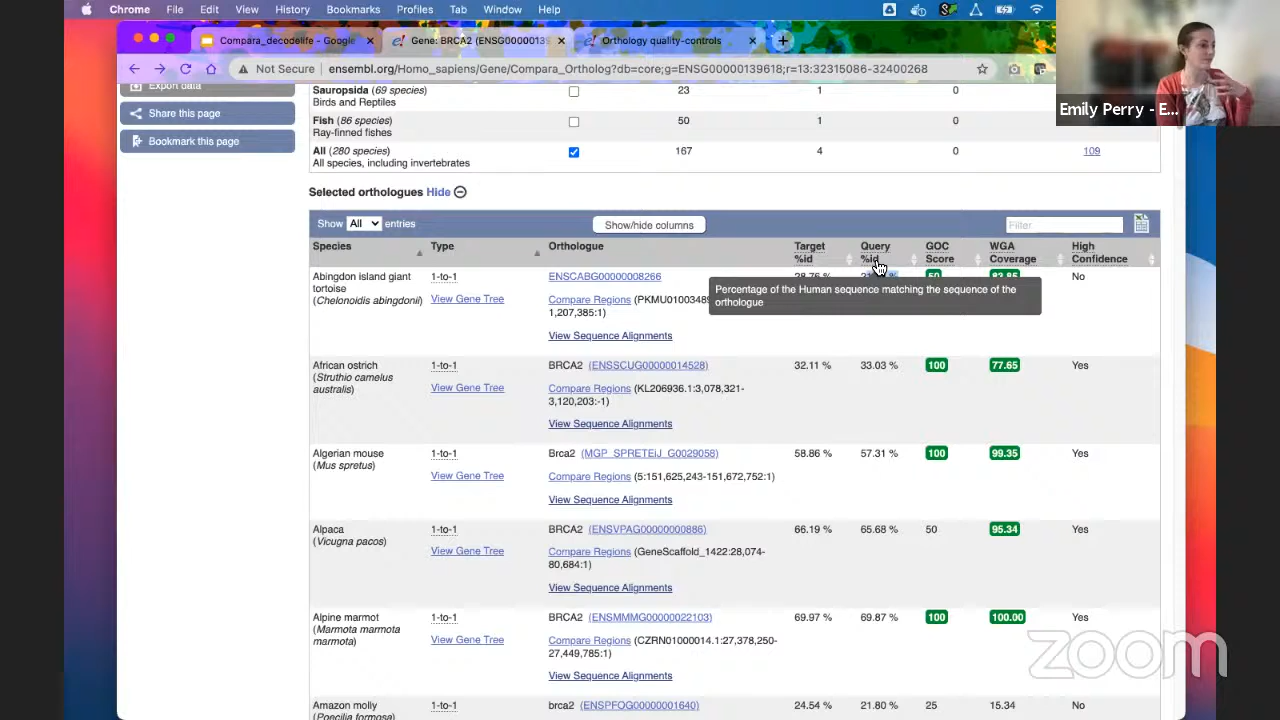 Chrome File Edit View History Bookmarks Profiles Tab Window Help
Compara_decodelife - Google
Gene: BRCA2 (ENSG00000139
Orthology quality-controls
Not Secure ensembl.org/Homo_sapiens/Gene/Compara_Ortholog?db=core;g=ENSG00000139618;r=13:32315086-32400268
Emily Perry - E...
Export data
Share this page
Bookmark this page
Sauropsida (69 species) 23 1 0
Birds and Reptiles
Fish (86 species) 50 1 0
Ray-finned fishes
All (280 species) 167 4 0 109
All species, including invertebrates
Selected orthologues Hide
Show All entries Show/hide columns Filter
Species Type Orthologue Target %id Query %id GOC Score WGA Coverage High Confidence
Abingdon island giant tortoise (Chelonoidis abingdonii) 1-to-1 ENSCABG00000008266 No
View Gene Tree Compare Regions
1,207,385:1)
View Sequence Alignments
Percentage of the Human sequence matching the sequence of the
orthologue
African ostrich 1-to-1 BRCA2 (ENSSCUG00000014528) 32.11 % 33.03 % 100 77.65 Yes
(Struthio camelus australis) View Gene Tree Compare Regions (KL206936.1:3,078,321-
3,120,203:-1)
View Sequence Alignments
Algerian mouse 1-to-1 Brca2 (MGP_SPRETEiJ_G0029058) 58.86 % 57.31 % 100 99.35 Yes
(Mus spretus) View Gene Tree Compare Regions (5:151,625,243-151,672,752:1)
View Sequence Alignments
Alpaca 1-to-1 BRCA2 (ENSVPAG00000000886) 66.19 % 65.68 % 50 95.34 Yes
(Vicugna pacos) View Gene Tree Compare Regions (GeneScaffold_1422:28,074-
80,684:1)
View Sequence Alignments
Alpine marmot 1-to-1 BRCA2 (ENSMMMG00000022103) 69.97 % 69.87 % 100 100.00 Yes
(Marmota marmota marmota) View Gene Tree Compare Regions (CZRN01000014.1:27,378,250-
27,449,785:1)
View Sequence Alignments
Amazon molly brca2 (ENSPFOG00000001640) 24.54 % 21.80 % 25 15.34 No
(Poecilia formosa)
1-to-1
zoom